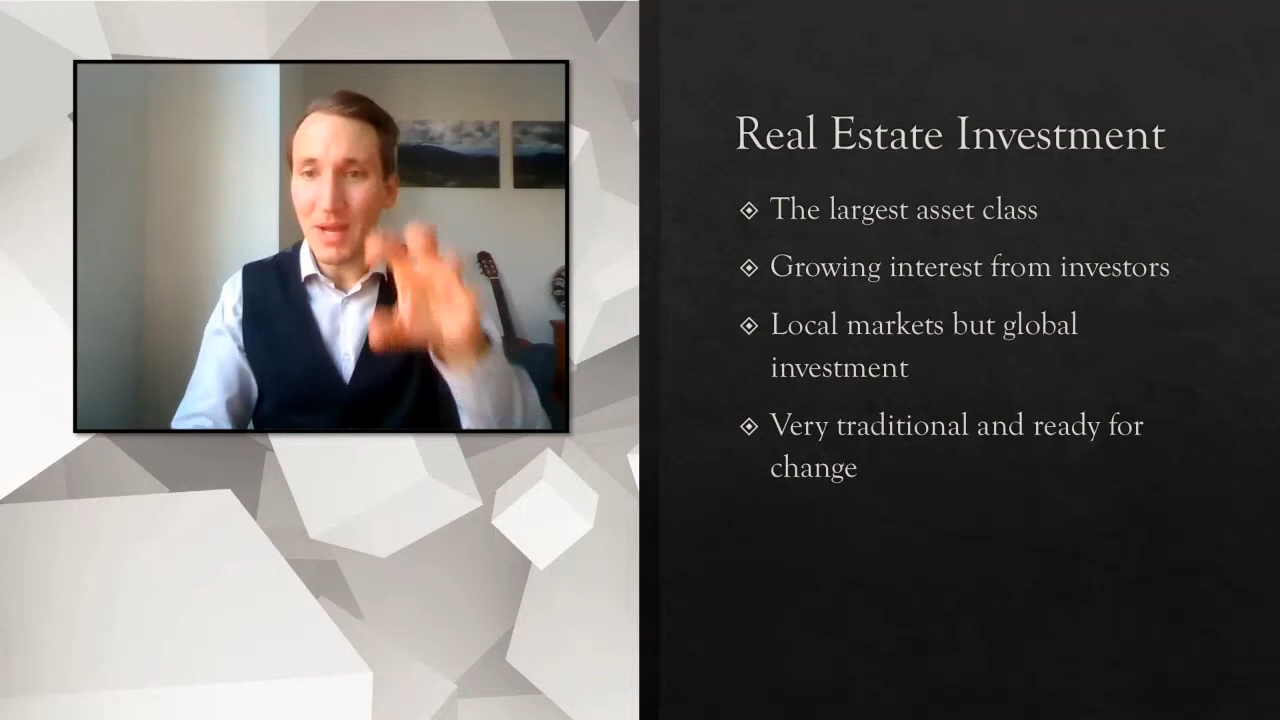 Real Estate Investment
The largest asset class
Growing interest from investors
Local markets but global
investment
Very traditional and ready for
change